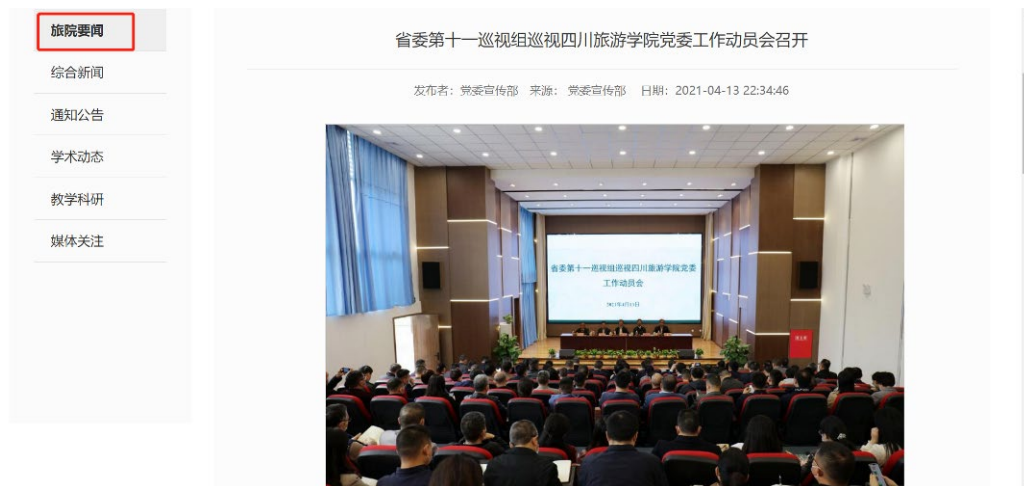 旅院要闻
综合新闻
通知公告
学术动态
教学科研
媒体关注
省委第十一巡视组巡视四川旅游学院党委工作动员会召开
发布者：党委宣传部 来源： 党委宣传部 日期：2021-04-13 22:34:46
省委第十一巡视组巡视四川旅游学院党委
工作动员会